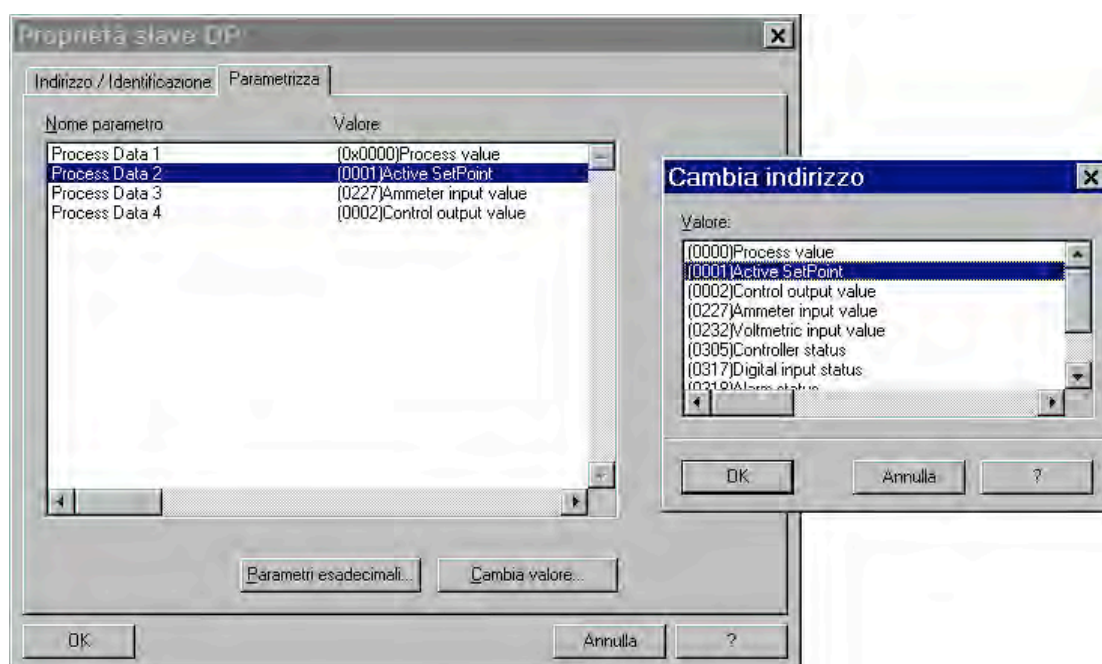 Proprietà slave DP
Indirizzo / Identificazione Parametrizza
Nome parametro Valore
Process Data 1 (0x0000)Process value
Process Data 2 (0001)Active SetPoint
Process Data 3 (0227)Ammeter input value
Process Data 4 (0002)Control output value
Parametri esadecimali... Cambia valore...
OK Annulla ?
Cambia indirizzo
Valore:
(0000)Process value
(0001)Active SetPoint
(0002)Control output value
(0227)Ammeter input value
(0232)Voltmetric input value
(0305)Controller status
(0317)Digital input status
(0318)Alarm status
OK Annulla ?